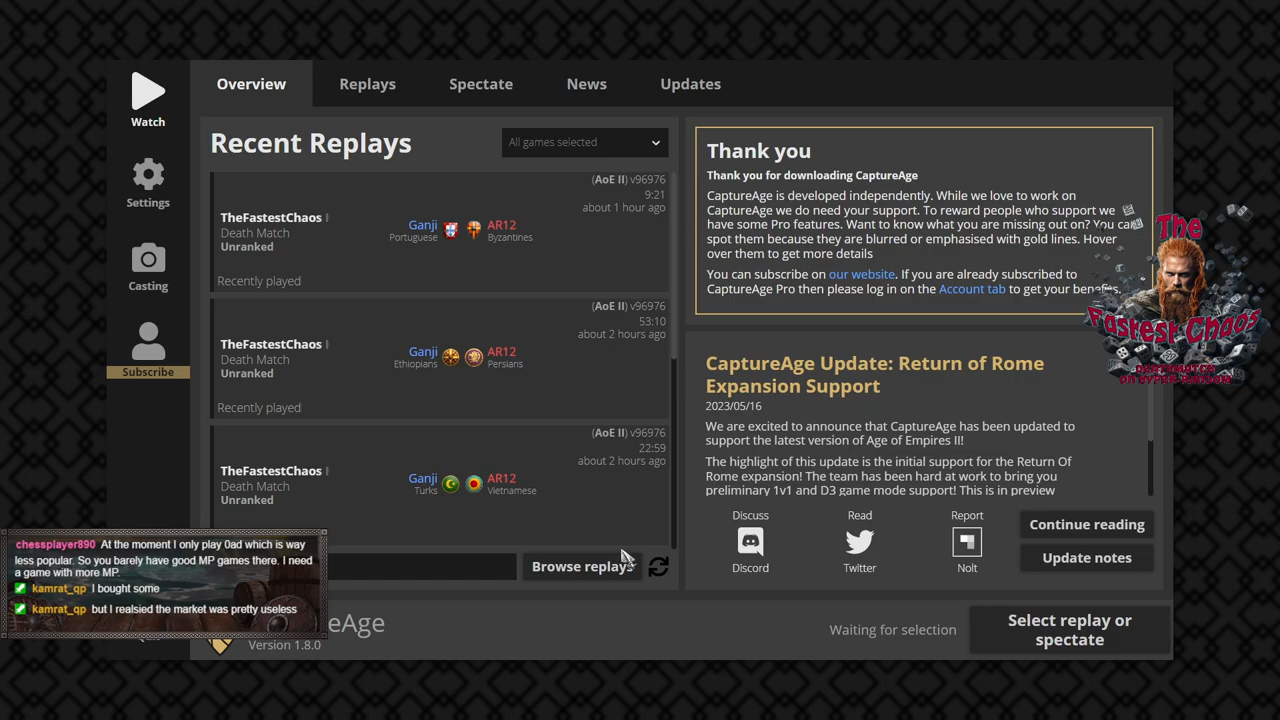 Overview
Replays
Spectate
News
Updates
Watch
Settings
Casting
Subscribe
Recent Replays
All games selected
(AoE II) v96976
9:21
about 1 hour ago
TheFastestChaos
Death Match
Unranked
Ganji
Portuguese
AR12
Byzantines
Recently played
(AoE II) v96976
53:10
about 2 hours ago
TheFastestChaos
Death Match
Unranked
Ganji
Ethiopians
AR12
Persians
Recently played
(AoE II) v96976
22:59
about 2 hours ago
TheFastestChaos
Death Match
Unranked
Ganji
Turks
AR12
Vietnamese
Browse replays
Thank you
Thank you for downloading CaptureAge
CaptureAge is developed independently. While we love to work on
CaptureAge we do need your support. To reward people who support we
have some Pro features. Want to know what you are missing out on? You can
spot them because they are blurred or emphasised with gold lines. Hover
over them to get more details
You can subscribe on our website. If you are already subscribed to
CaptureAge Pro then please log in on the Account tab to get your benefits.
The
Fastest Chaos
DEATHMATCH
ON HYPER-RANDOM
CaptureAge Update: Return of Rome
Expansion Support
2023/05/16
We are excited to announce that CaptureAge has been updated to
support the latest version of Age of Empires II!
The highlight of this update is the initial support for the Return Of
Rome expansion! The team has been hard at work to bring you
preliminary 1v1 and D3 game mode support! This is in preview
Discuss
Discord
Read
Twitter
Report
Nolt
Continue reading
Update notes
chessplayer890 At the moment I only play 0ad which is way
less popular. So you barely have good MP games there. I need
a game with more MP.
kamrat_qp I bought some
kamrat_qp but I realsied the market was pretty useless
eAge
Version 1.8.0
Waiting for selection
Select replay or
spectate